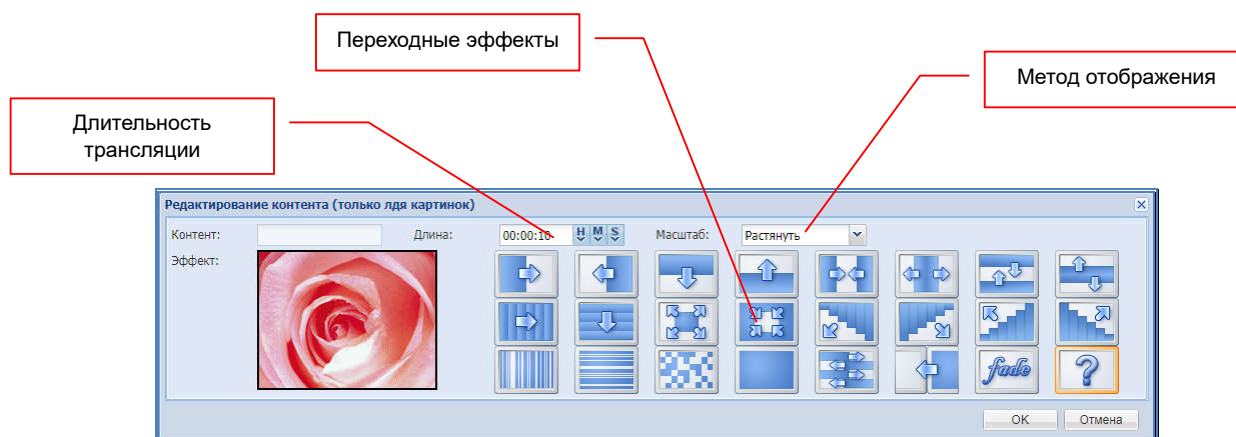 Переходные эффекты
Метод отображения
Длительность
трансляции
Редактирование контента (только лдя картинок)
Контент:
Длина:
00:00:10
H M S
Масштаб:
Растянуть
Эффект:
fade
?
OK
Отмена